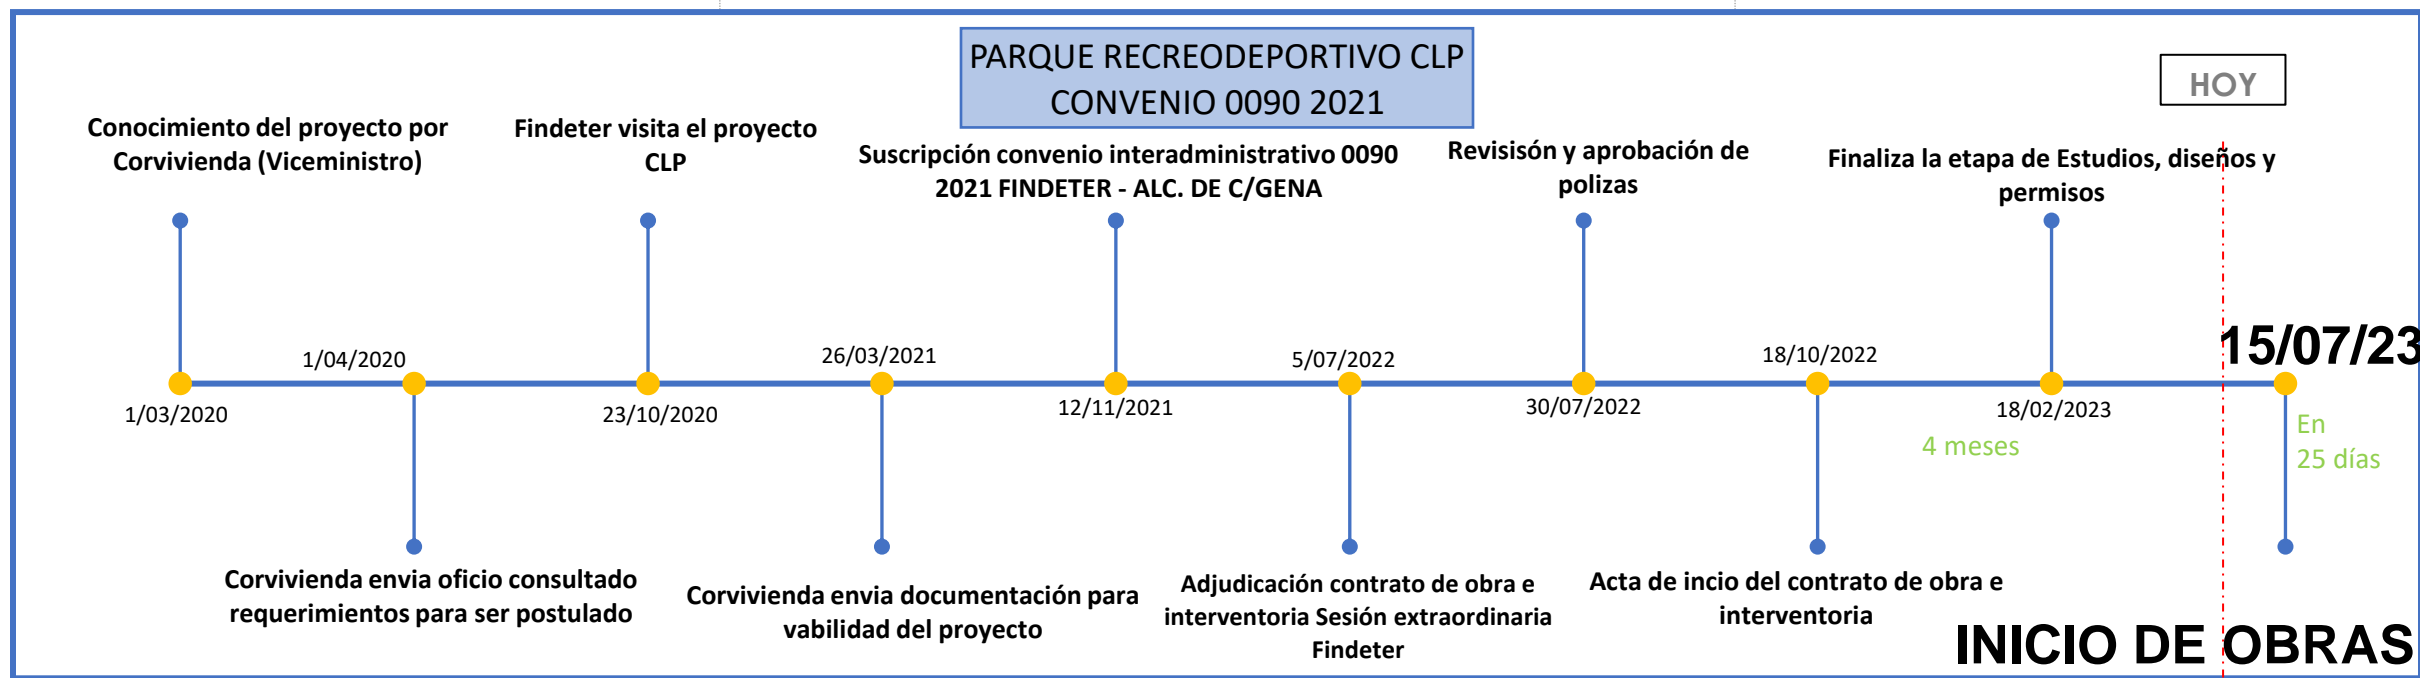 PARQUE RECREODEPORTIVO CLP
CONVENIO 0090 2021
HOY
Conocimiento del proyecto por
Corvivienda (Viceministro)
Findeter visita el proyecto
CLP
Suscripción convenio interadministrativo 0090
2021 FINDETER - ALC. DE C/GENA
Revisisón y aprobación de
polizas
Finaliza la etapa de Estudios, diseños y
permisos
1/03/2020
1/04/2020
23/10/2020
26/03/2021
12/11/2021
5/07/2022
30/07/2022
18/10/2022
18/02/2023
15/07/23
4 meses
En
25 días
Corvivienda envia oficio consultado
requerimientos para ser postulado
Corvivienda envia documentación para
vabilidad del proyecto
Adjudicación contrato de obra e
interventoria Sesión extraordinaria
Findeter
Acta de incio del contrato de obra e
interventoria
INICIO DE OBRAS